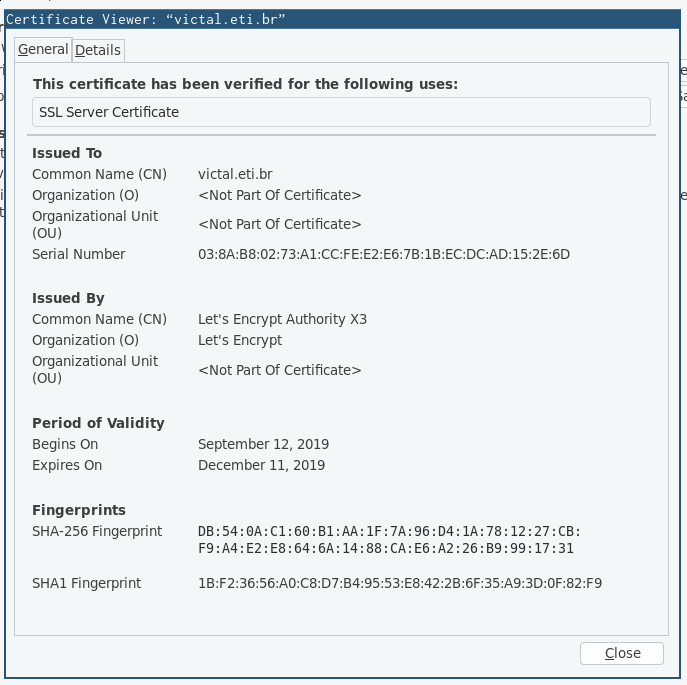 Certificate Viewer: “victal.eti.br”
General Details
This certificate has been verified for the following uses:
SSL Server Certificate
Issued To
Common Name (CN) victal.eti.br
Organization (O) <Not Part Of Certificate>
Organizational Unit (OU) <Not Part Of Certificate>
Serial Number 03:8A:B8:02:73:A1:CC:FE:E2:E6:7B:1B:EC:DC:AD:15:2E:6D
Issued By
Common Name (CN) Let's Encrypt Authority X3
Organization (O) Let's Encrypt
Organizational Unit (OU) <Not Part Of Certificate>
Period of Validity
Begins On September 12, 2019
Expires On December 11, 2019
Fingerprints
SHA-256 Fingerprint DB:54:0A:C1:60:B1:AA:1F:7A:96:D4:1A:78:12:27:CB:
F9:A4:E2:E8:64:6A:14:88:CA:E6:A2:26:B9:99:17:31
SHA1 Fingerprint 1B:F2:36:56:A0:C8:D7:B4:95:53:E8:42:2B:6F:35:A9:3D:0F:82:F9
Close